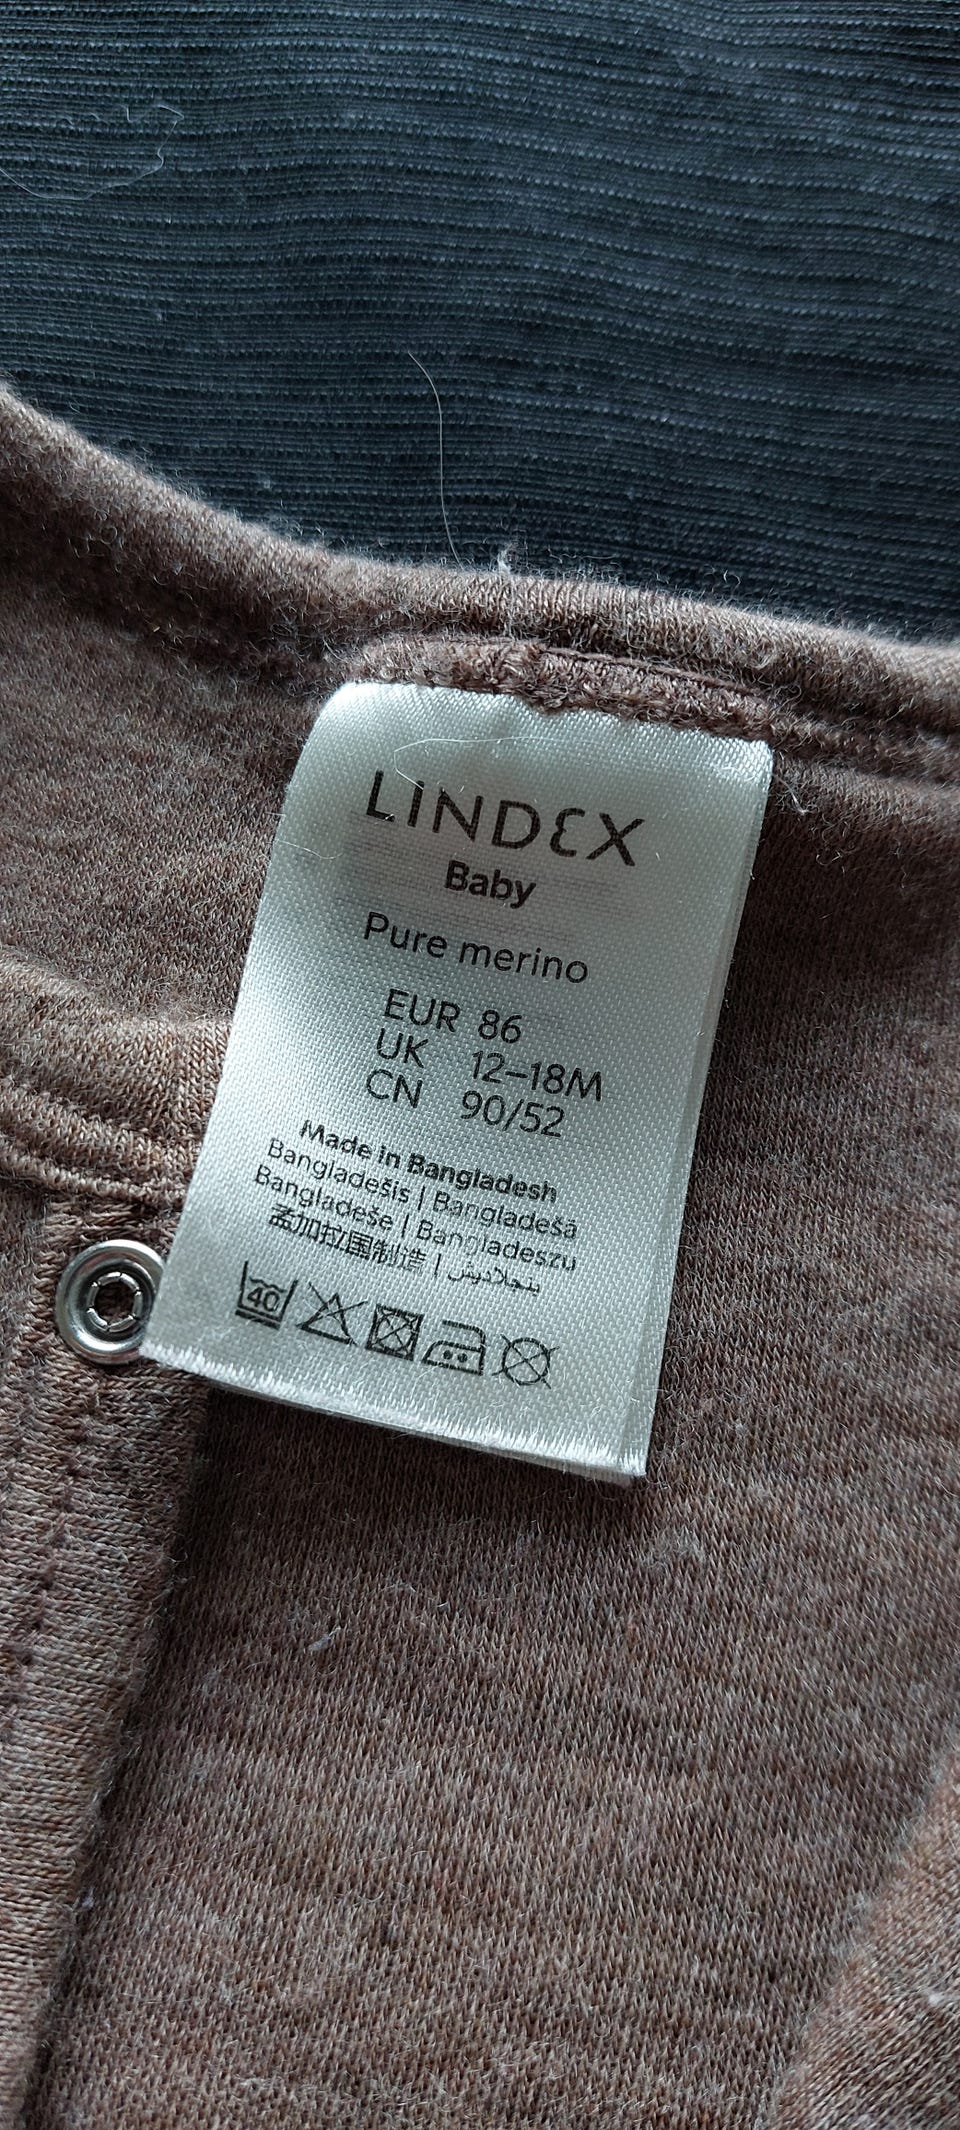 LINDEX
Baby
Pure merino
EUR 86
UK 12–18M
CN 90/52
Made in Bangladesh
Bangladešis | Bangladešā
Bangladeše | Bangladeszu
孟加拉国制造 | بنجلاديش
40